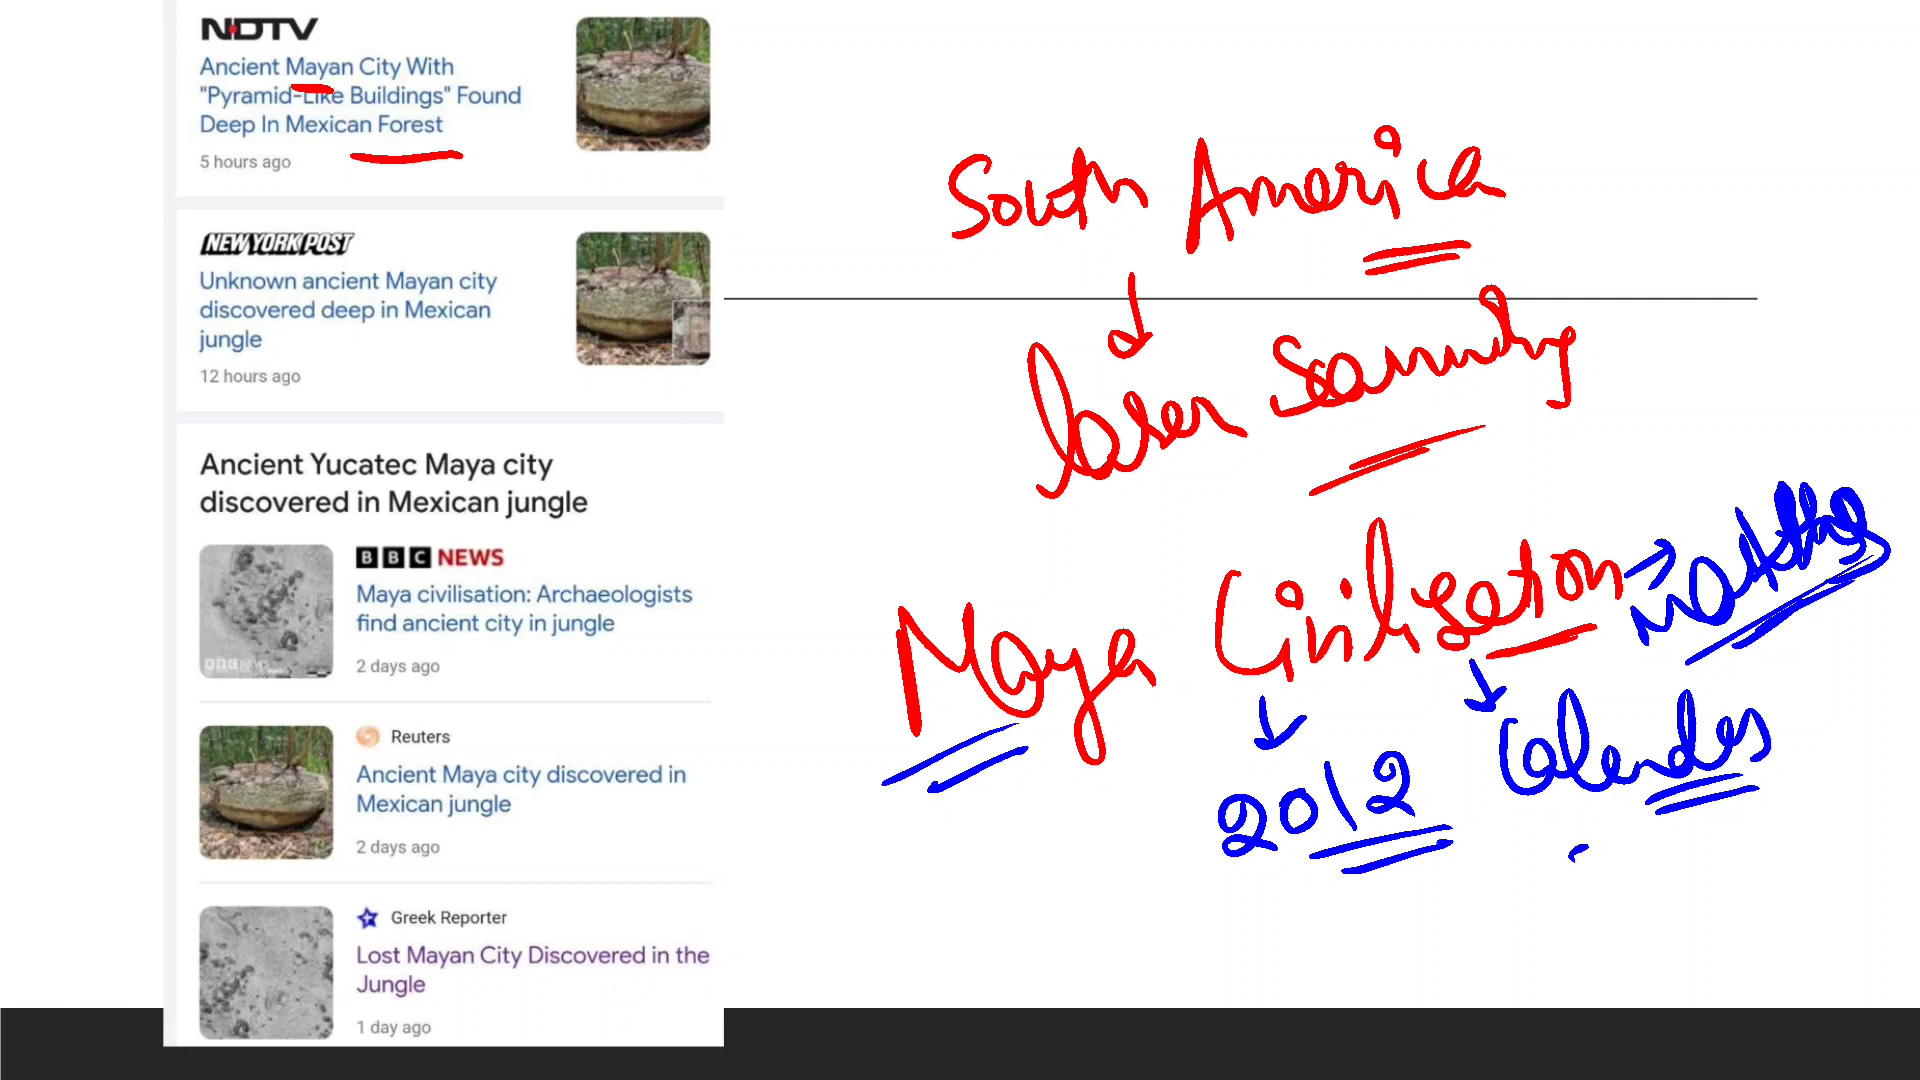 NDTV
Ancient Mayan City With
"Pyramid-Like Buildings" Found
Deep In Mexican Forest
5 hours ago
NEW YORK POST
Unknown ancient Mayan city
discovered deep in Mexican
jungle
12 hours ago
Ancient Yucatec Maya city
discovered in Mexican jungle
BBC NEWS
Maya civilisation: Archaeologists
find ancient city in jungle
2 days ago
Reuters
Ancient Maya city discovered in
Mexican jungle
2 days ago
Greek Reporter
Lost Mayan City Discovered in the
Jungle
1 day ago
South America
laser scanning
Maya Civilisation → Maths
2012